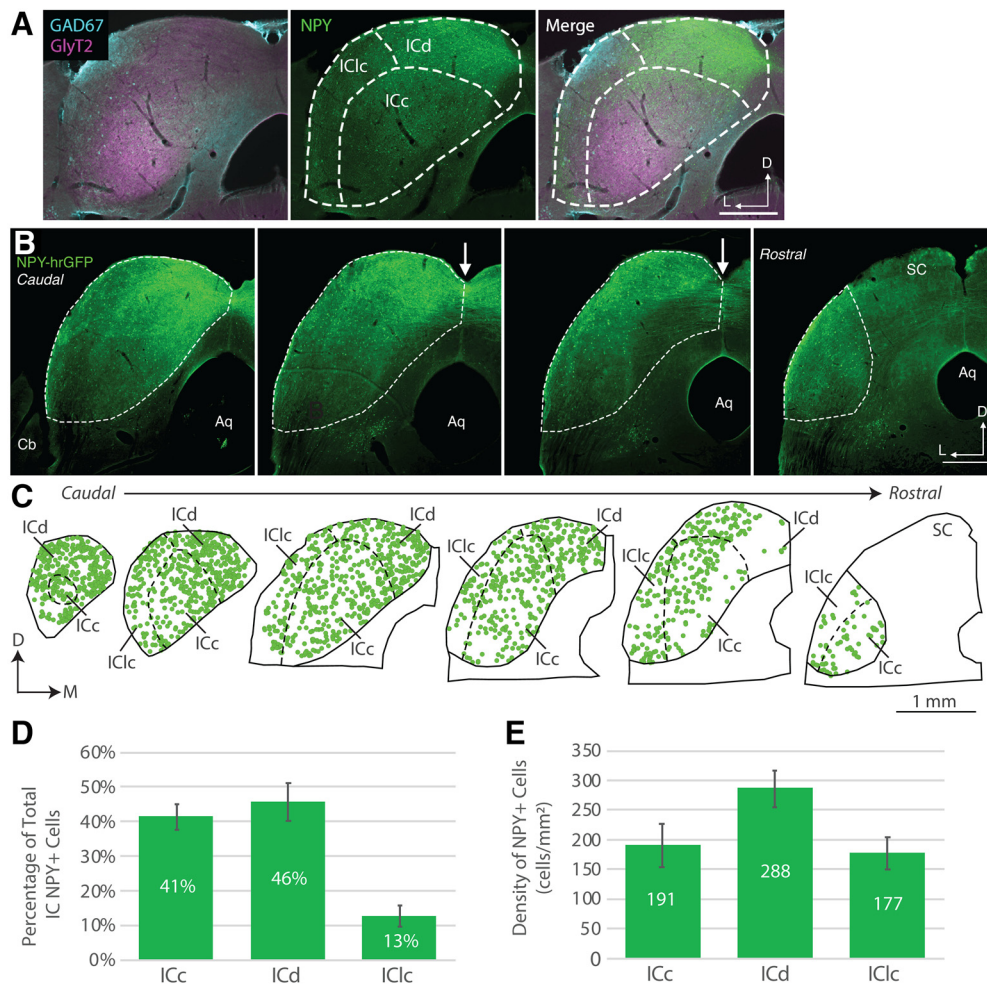 A
GAD67
GlyT2
NPY
IClc
ICd
ICc
Merge
D
L
B
NPY-hrGFP
Caudal
Rostral
SC
Cb
Aq
Aq
Aq
Aq
D
L
C
Caudal
Rostral
ICd
ICc
ICd
IClc
ICc
IClc
ICd
ICc
IClc
ICd
ICc
IClc
ICd
ICc
IClc
SC
ICc
D
M
1 mm
D
Percentage of Total
IC NPY+ Cells
60%
50%
40%
30%
20%
10%
0%
41%
46%
13%
ICc
ICd
IClc
E
Density of NPY+ Cells
(cells/mm²)
350
300
250
200
150
100
50
0
191
288
177
ICc
ICd
IClc